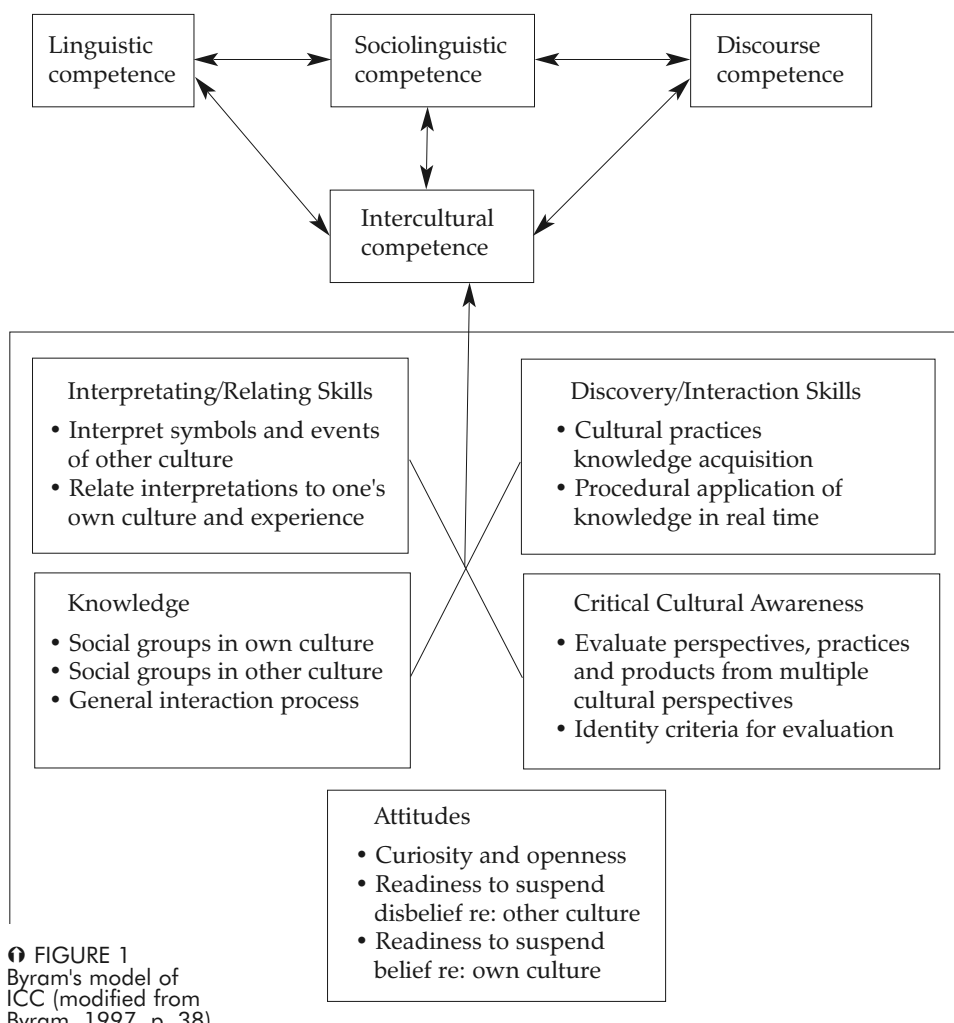 Linguistic
competence
Sociolinguistic
competence
Discourse
competence
Intercultural
competence
Interpretating/Relating Skills
• Interpret symbols and events
of other culture
• Relate interpretations to one's
own culture and experience
Discovery/Interaction Skills
• Cultural practices
knowledge acquisition
• Procedural application of
knowledge in real time
Knowledge
• Social groups in own culture
• Social groups in other culture
• General interaction process
Critical Cultural Awareness
• Evaluate perspectives, practices
and products from multiple
cultural perspectives
• Identity criteria for evaluation
Attitudes
• Curiosity and openness
• Readiness to suspend
disbelief re: other culture
• Readiness to suspend
belief re: own culture
FIGURE 1
Byram's model of
ICC (modified from
Byram, 1997, p. 38)